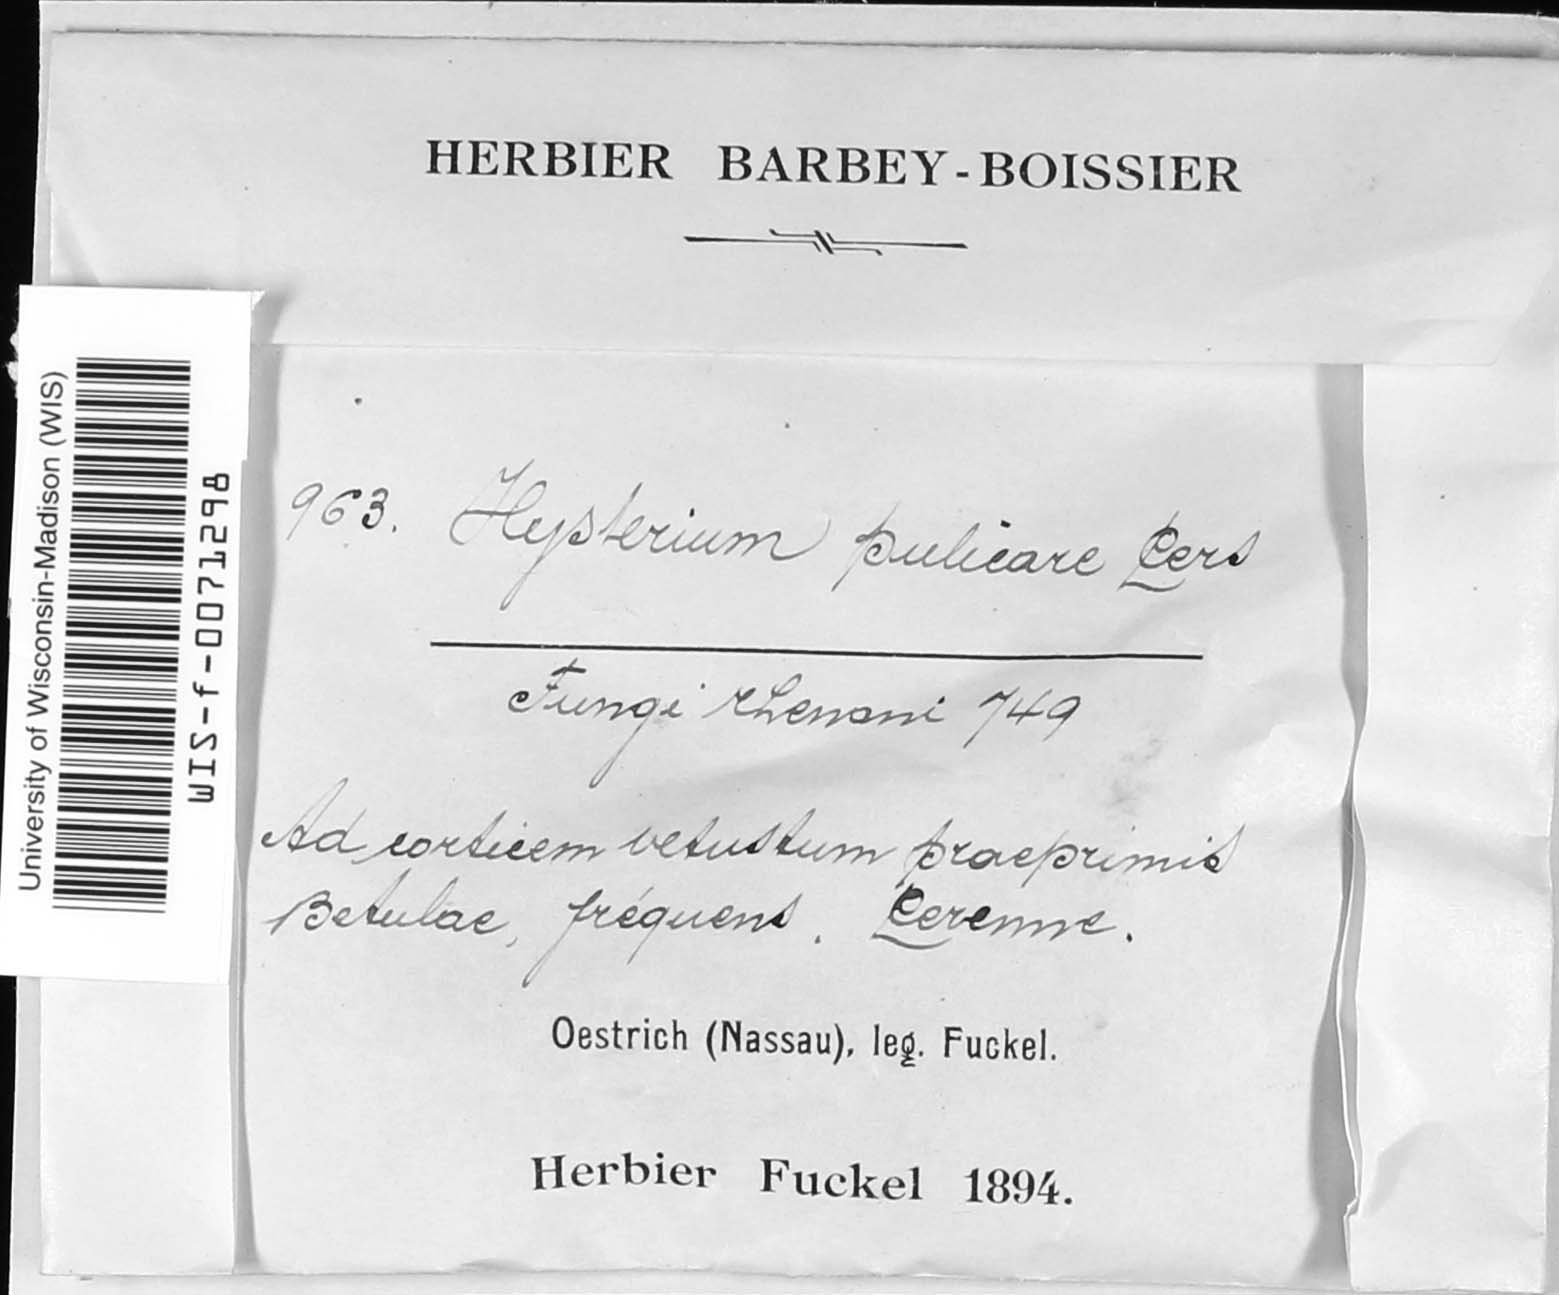 HERBIER BARBEY-BOISSIER
University of Wisconsin-Madison (WIS)
WIS-f-0071298
963. Hysterium pulicare Pers
Fungi rhenani 749
Ad corticem vetustum praeprimis
Betulae, fréquens. Perenne.
Oestrich (Nassau), leg. Fuckel.
Herbier Fuckel 1894.